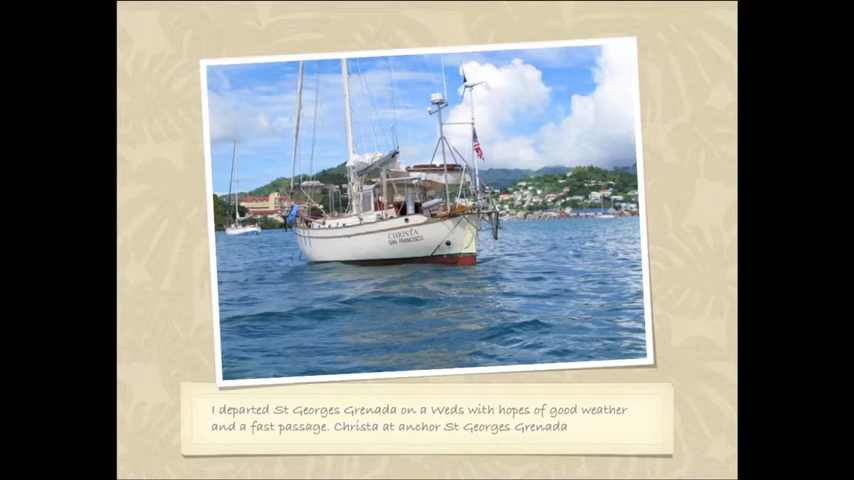 CHRISTA
SAN FRANCISCO
I departed St Georges Grenada on a Weds with hopes of good weather
and a fast passage. Christa at anchor St Georges Grenada